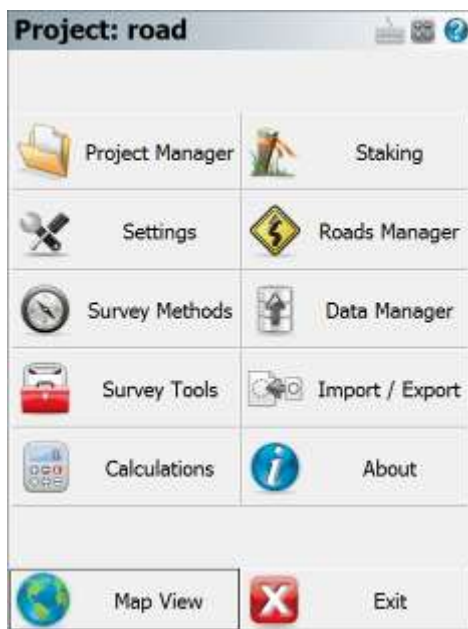 Project: road
Project Manager
Staking
Settings
Roads Manager
Survey Methods
Data Manager
Survey Tools
Import / Export
Calculations
About
Map View
Exit